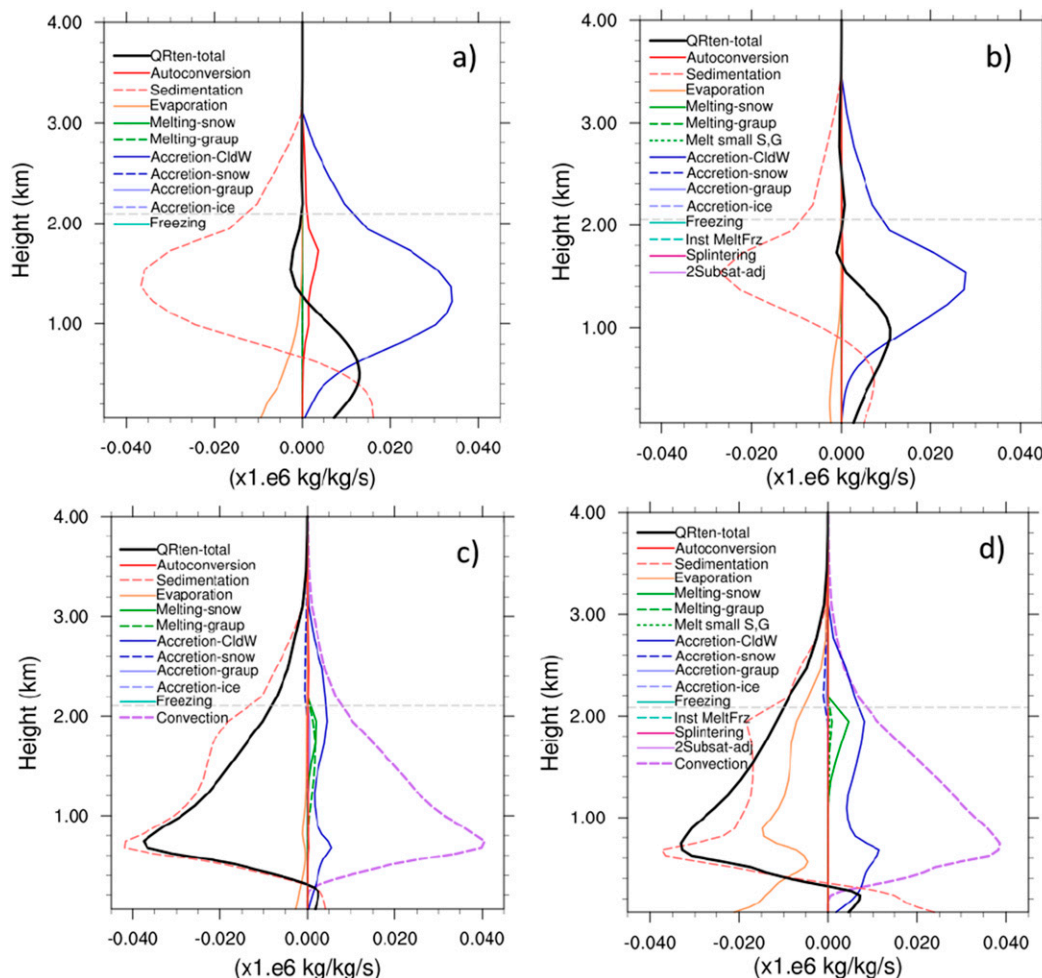 4.00
3.00
2.00
1.00
Height (km)
a)
QRten-total
Autoconversion
Sedimentation
Evaporation
Melting-snow
Melting-graup
Accretion-CldW
Accretion-snow
Accretion-graup
Accretion-ice
Freezing
-0.040 -0.020 0.000 0.020 0.040
(x1.e6 kg/kg/s)
4.00
3.00
2.00
1.00
Height (km)
b)
QRten-total
Autoconversion
Sedimentation
Evaporation
Melting-snow
Melting-graup
Melt small S,G
Accretion-CldW
Accretion-snow
Accretion-graup
Accretion-ice
Freezing
Inst MeltFrz
Splintering
2Subsat-adj
-0.040 -0.020 0.000 0.020 0.040
(x1.e6 kg/kg/s)
4.00
3.00
2.00
1.00
Height (km)
c)
QRten-total
Autoconversion
Sedimentation
Evaporation
Melting-snow
Melting-graup
Accretion-CldW
Accretion-snow
Accretion-graup
Accretion-ice
Freezing
Convection
-0.040 -0.020 0.000 0.020 0.040
(x1.e6 kg/kg/s)
4.00
3.00
2.00
1.00
Height (km)
d)
QRten-total
Autoconversion
Sedimentation
Evaporation
Melting-snow
Melting-graup
Melt small S,G
Accretion-CldW
Accretion-snow
Accretion-graup
Accretion-ice
Freezing
Inst MeltFrz
Splintering
2Subsat-adj
Convection
-0.040 -0.020 0.000 0.020 0.040
(x1.e6 kg/kg/s)